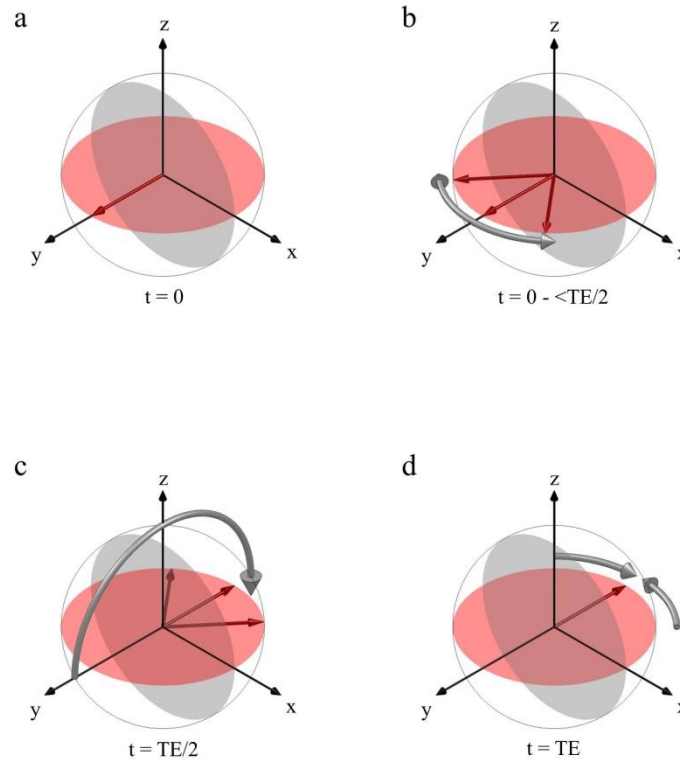 a
z
y
x
t = 0
b
z
y
x
t = 0 - <TE/2
c
z
y
x
t = TE/2
d
z
y
x
t = TE